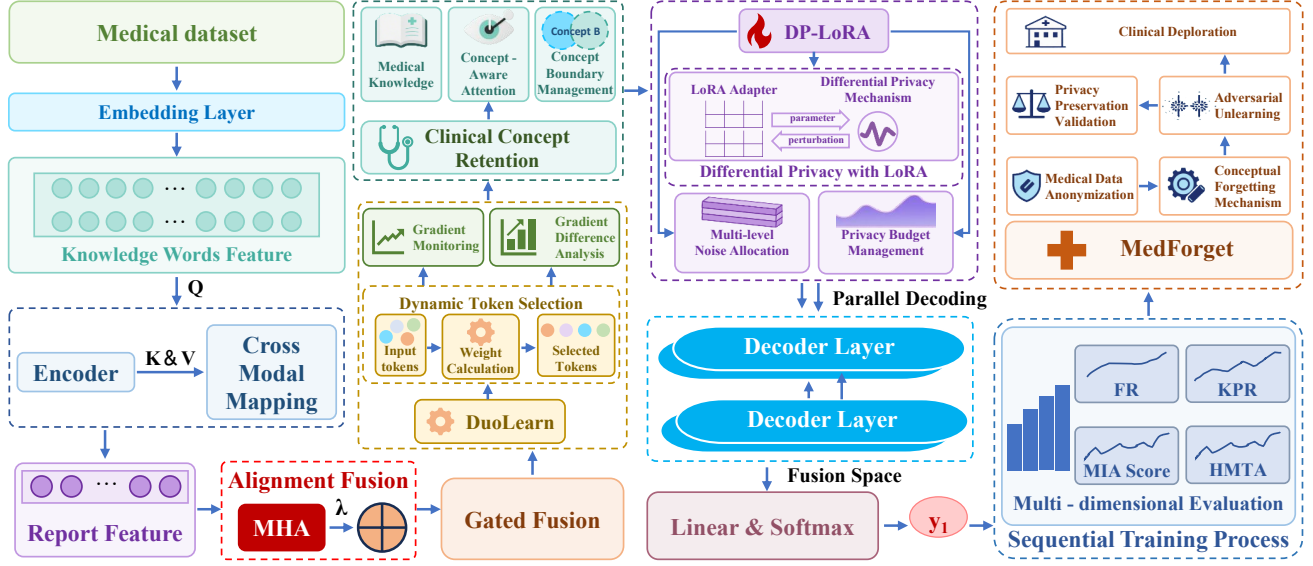 Medical dataset
Embedding Layer
...
...
Knowledge Words Feature
Q
Encoder
K & V
Cross
Modal
Mapping
...
Report Feature
Alignment Fusion
MHA
λ
Gated Fusion
DuoLearn
Dynamic Token Selection
Input
tokens
Weight
Calculation
Selected
Tokens
Gradient
Monitoring
Gradient
Difference
Analysis
Clinical Concept
Retention
Medical
Knowledge
Concept -
Aware
Attention
Concept B
Concept
Boundary
Management
DP-LoRA
LoRA Adapter
Differential Privacy
Mechanism
parameter
perturbation
Differential Privacy with LoRA
Multi-level
Noise Allocation
Privacy Budget
Management
Parallel Decoding
Decoder Layer
Decoder Layer
Fusion Space
Linear & Softmax
y₁
FR
KPR
MIA Score
HMTA
Multi - dimensional Evaluation
Sequential Training Process
MedForget
Medical Data
Anonymization
Conceptual
Forgetting
Mechanism
Privacy
Preservation
Validation
Adversarial
Unlearning
Clinical Deploration